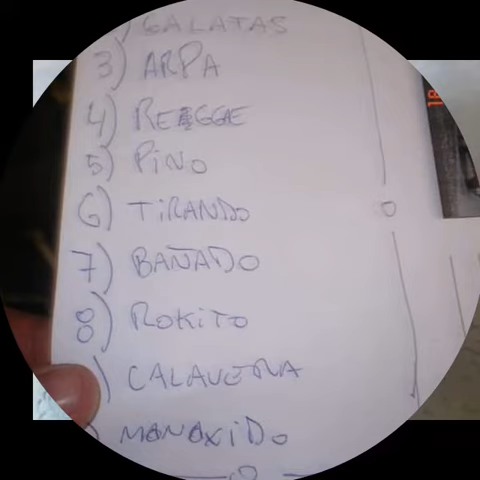 ) GALATAS
3) ARPA
4) REGGAE
5) PINO
6) TIRANDO
7) BAÑADO
8) ROKITO
) CALAVERA
) MONOXIDO